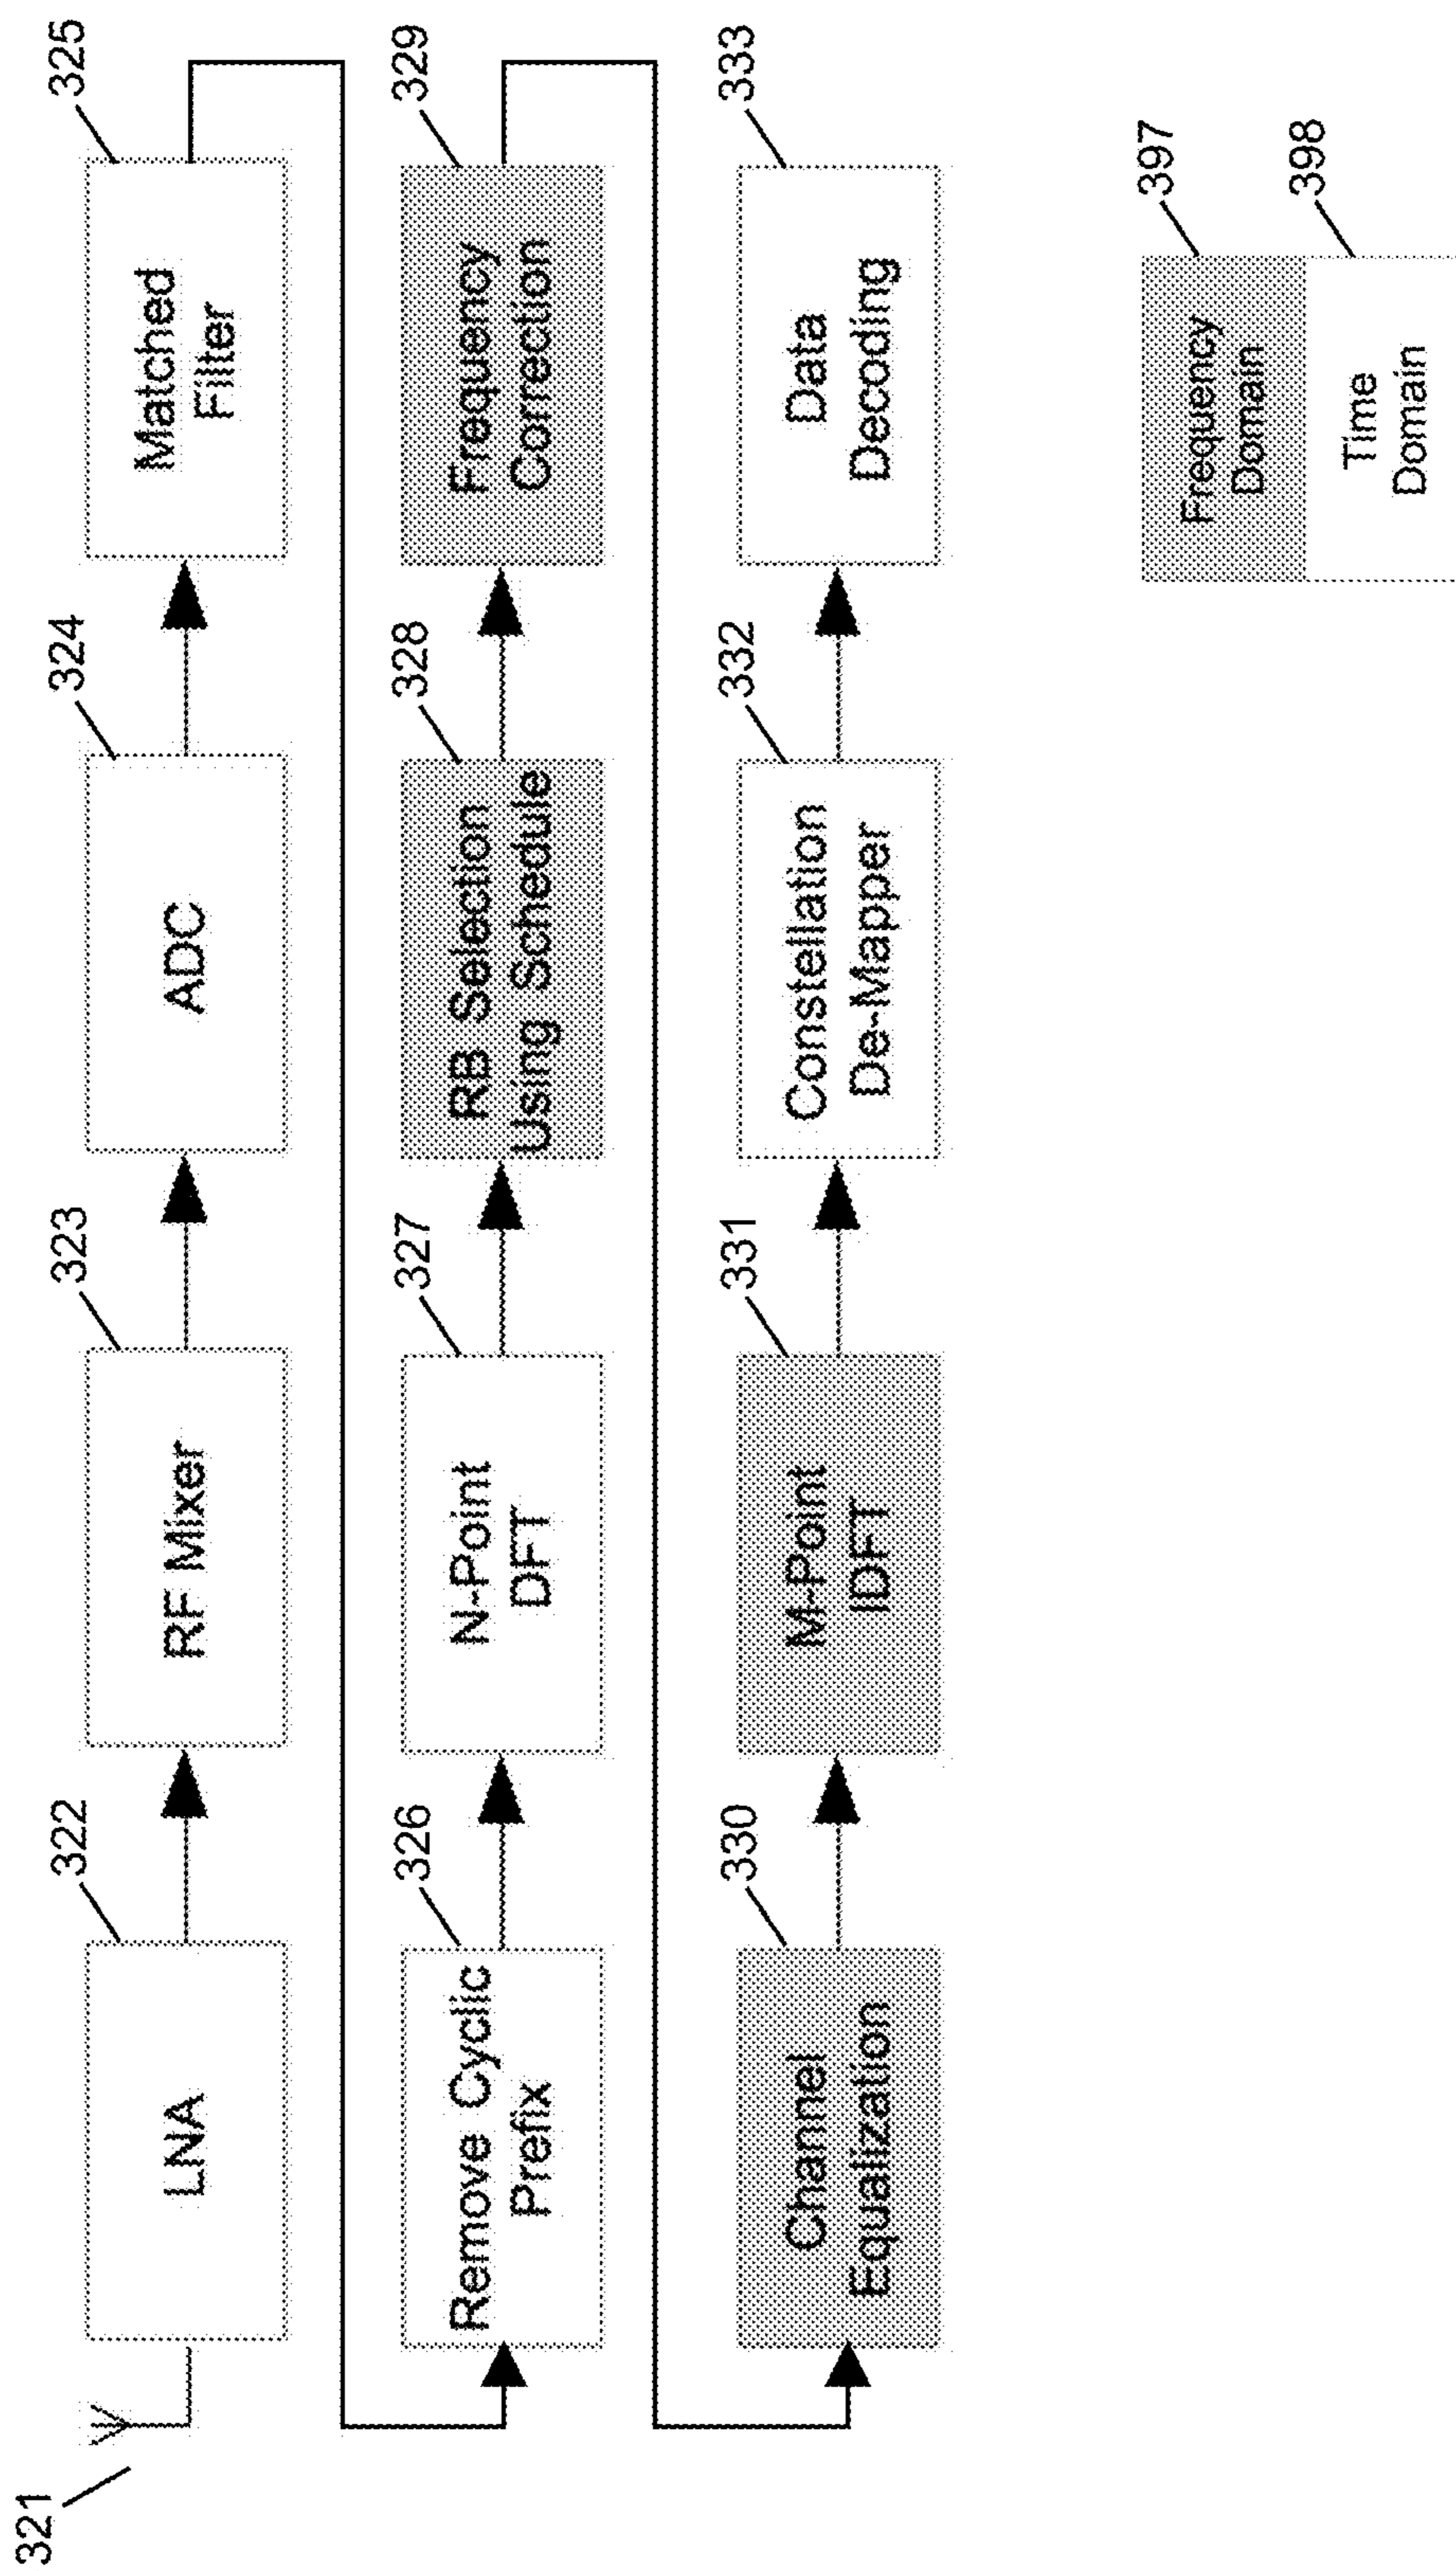 321
322
LNA
323
RF Mixer
324
ADC
325
Matched
Filter
326
Remove Cyclic
Prefix
327
N-Point
DFT
328
RB Selection
Using Schedule
329
Frequency
Correction
330
Channel
Equalization
331
M-Point
IDFT
332
Constellation
De-Mapper
333
Data
Decoding
397
Frequency
Domain
398
Time
Domain